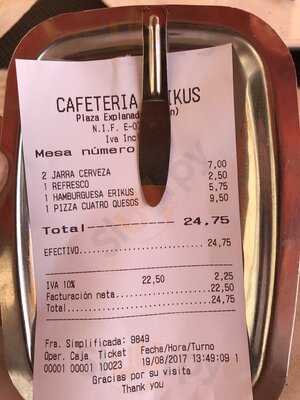 CAFETERIA IKUS
Plaza Explanad
N.I.F. E-0
Iva Inc
Mesa número
2 JARRA CERVEZA 7,00
1 REFRESCO 2,50
1 HAMBURGUESA ERIKUS 5,75
1 PIZZA CUATRO QUESOS 9,50
Total 24,75
EFECTIVO 24,75
IVA 10% 22,50 2,25
Facturación neta 22,50
Total 24,75
Fra. Simplificada: 9849
Oper. Caja Ticket Fecha/Hora/Turno
00001 00001 10023 19/08/2017 13:49:09 1
Gracias por su visita
Thank you